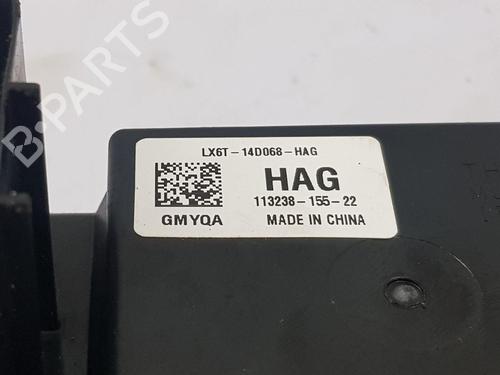 B-PARTS
LX6T-14D068-HAG
HAG
113238-155-22
GMYQA
MADE IN CHINA